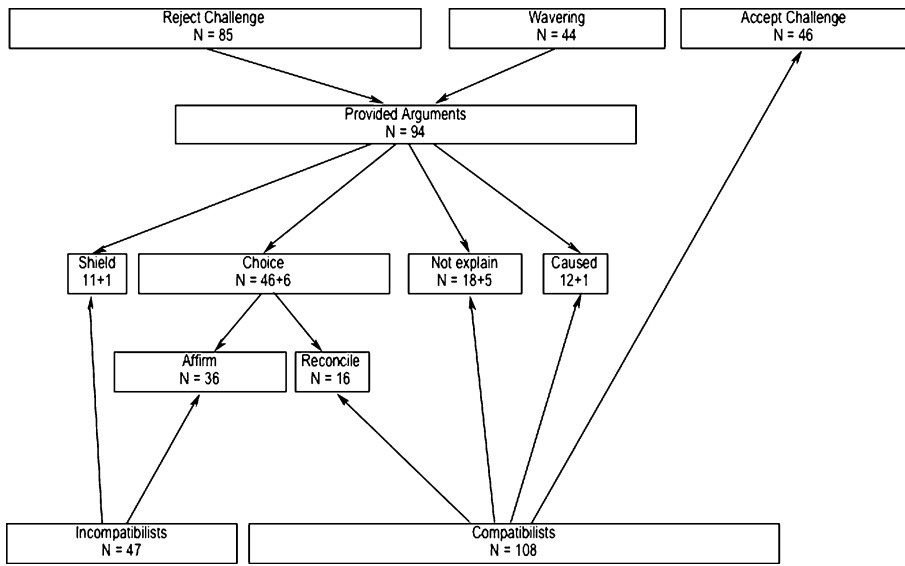 Reject Challenge
N = 85
Wavering
N = 44
Accept Challenge
N = 46
Provided Arguments
N = 94
Shield
11+1
Choice
N = 46+6
Not explain
N = 18+5
Caused
12+1
Affirm
N = 36
Reconcile
N = 16
Incompatibilists
N = 47
Compatibilists
N = 108